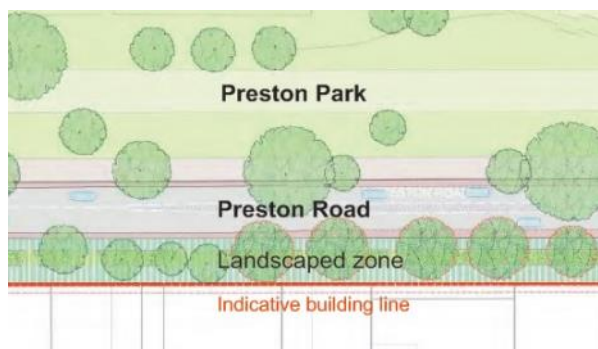 Preston Park
Preston Road
Landscaped zone
Indicative building line